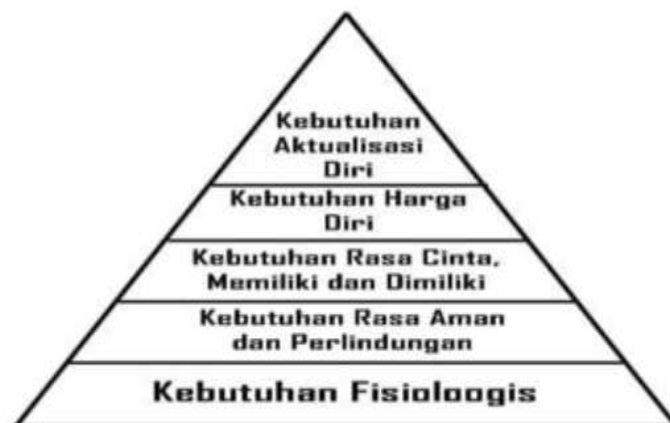 Kebutuhan
Aktualisasi
Diri
Kebutuhan Harga
Diri
Kebutuhan Rasa Cinta,
Memiliki dan Dimiliki
Kebutuhan Rasa Aman
dan Perlindungan
Kebutuhan Fisioloogis